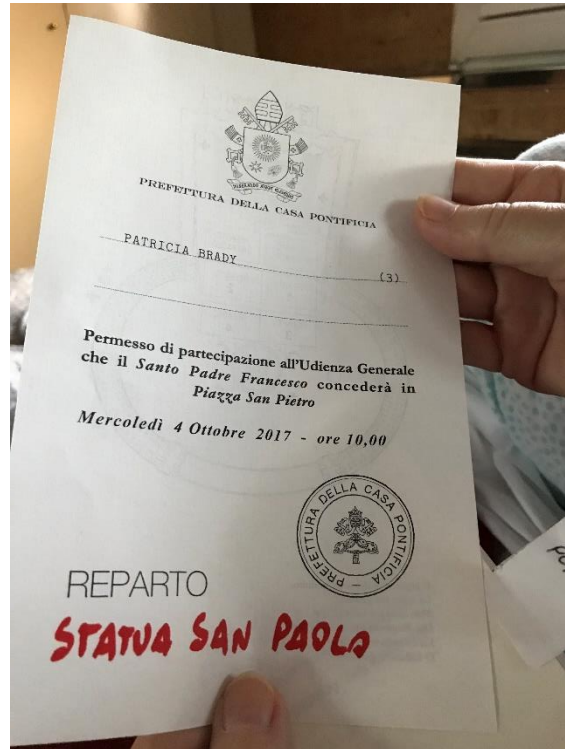 PREFETTURA DELLA CASA PONTIFICIA
PATRICIA BRADY
(3)
Permesso di partecipazione all'Udienza Generale
che il Santo Padre Francesco concederà in
Piazza San Pietro
Mercoledì 4 Ottobre 2017 - ore 10,00
PREFETTURA DELLA CASA PONTIFICIA
REPARTO
STATUA SAN PAOLO